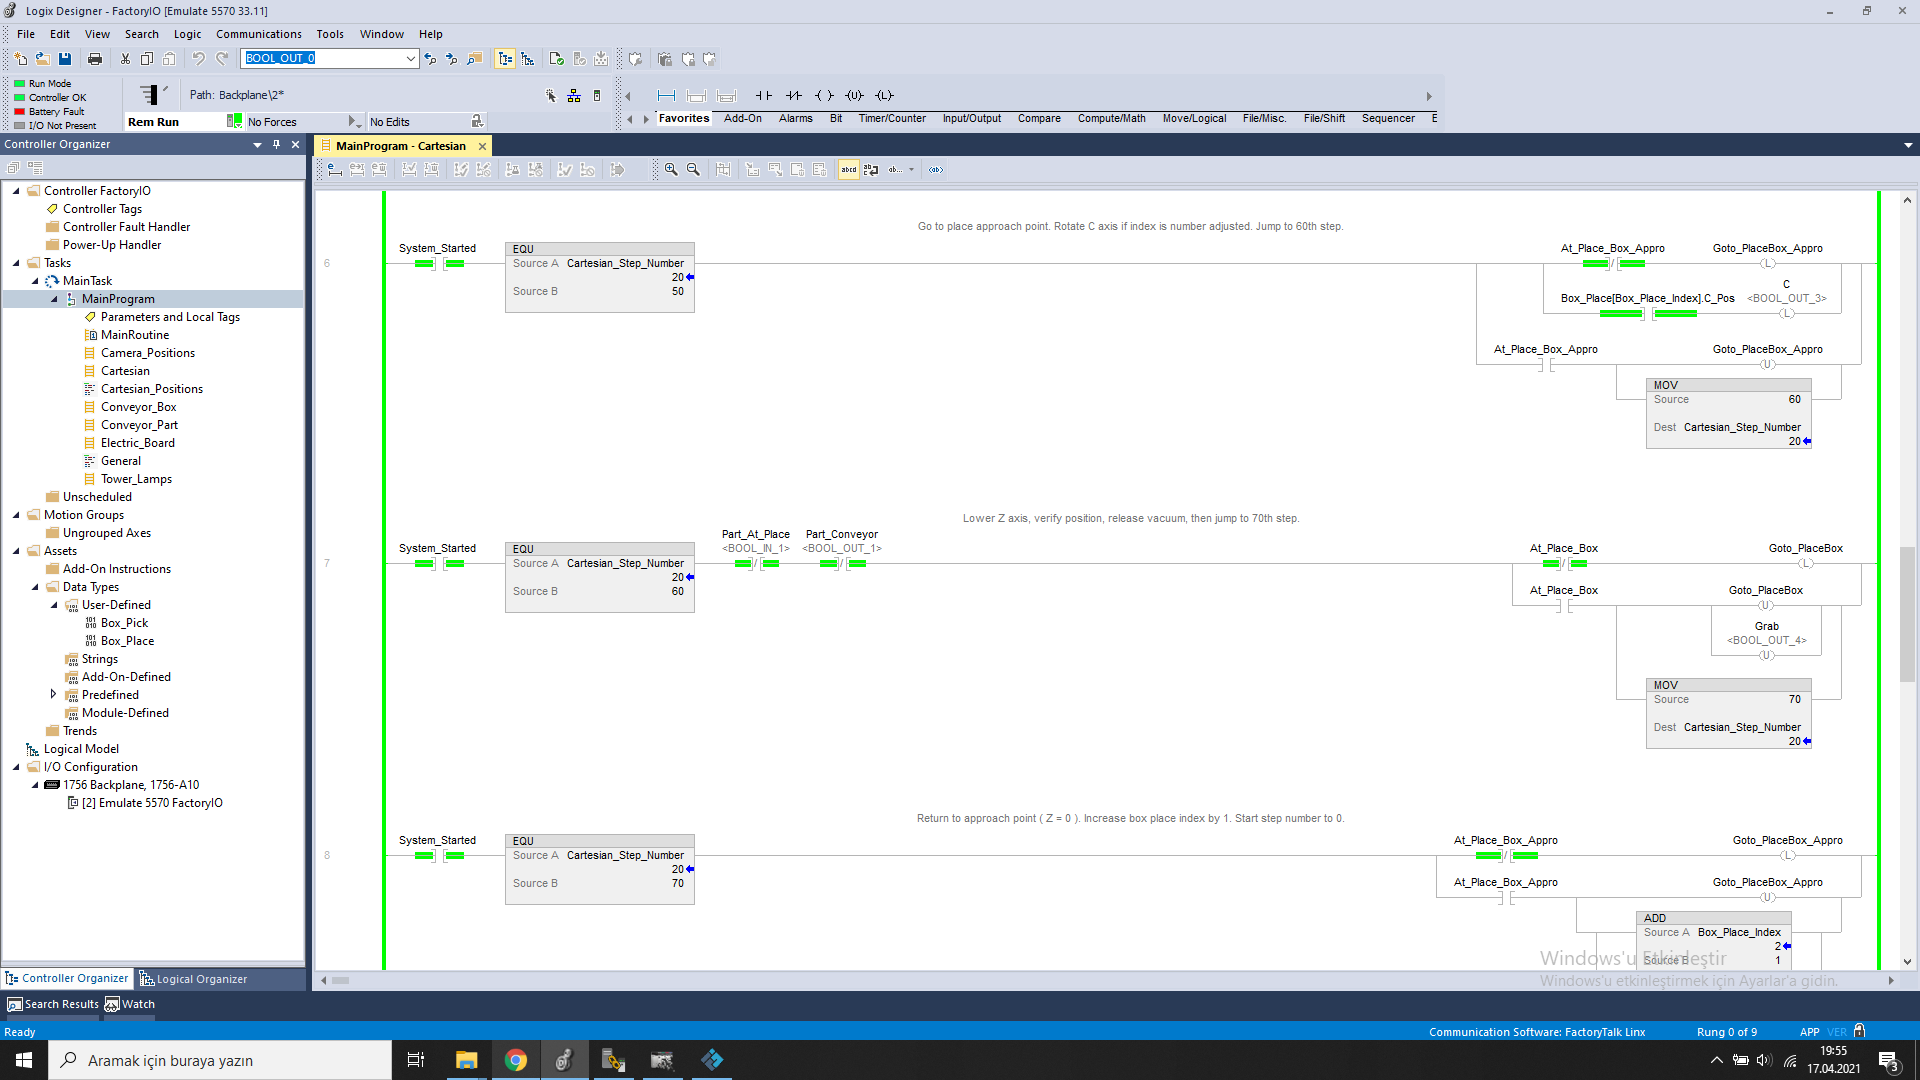 Logix Designer - FactoryIO [Emulate 5570 33.11]
File Edit View Search Logic Communications Tools Window Help
BOOL_OUT_0
Run Mode
Controller OK
Battery Fault
I/O Not Present
Path: Backplane\2*
Rem Run No Forces No Edits
Favorites Add-On Alarms Bit Timer/Counter Input/Output Compare Compute/Math Move/Logical File/Misc. File/Shift Sequencer E
Controller Organizer
Controller FactoryIO
Controller Tags
Controller Fault Handler
Power-Up Handler
Tasks
MainTask
MainProgram
Parameters and Local Tags
MainRoutine
Camera_Positions
Cartesian
Cartesian_Positions
Conveyor_Box
Conveyor_Part
Electric_Board
General
Tower_Lamps
Unscheduled
Motion Groups
Ungrouped Axes
Assets
Add-On Instructions
Data Types
User-Defined
Box_Pick
Box_Place
Strings
Add-On-Defined
Predefined
Module-Defined
Trends
Logical Model
I/O Configuration
1756 Backplane, 1756-A10
[2] Emulate 5570 FactoryIO
Controller Organizer Logical Organizer
MainProgram - Cartesian
Go to place approach point. Rotate C axis if index is number adjusted. Jump to 60th step.
6
System_Started
EQU
Source A Cartesian_Step_Number
20
Source B 50
At_Place_Box_Appro Goto_PlaceBox_Appro
L
C
Box_Place[Box_Place_Index].C_Pos <BOOL_OUT_3>
L
At_Place_Box_Appro Goto_PlaceBox_Appro
U
MOV
Source 60
Dest Cartesian_Step_Number
20
Lower Z axis, verify position, release vacuum, then jump to 70th step.
7
System_Started
EQU
Source A Cartesian_Step_Number
20
Source B 60
Part_At_Place Part_Conveyor
<BOOL_IN_1> <BOOL_OUT_1>
At_Place_Box Goto_PlaceBox
L
At_Place_Box Goto_PlaceBox
U
Grab
<BOOL_OUT_4>
U
MOV
Source 70
Dest Cartesian_Step_Number
20
Return to approach point ( Z = 0 ). Increase box place index by 1. Start step number to 0.
8
System_Started
EQU
Source A Cartesian_Step_Number
20
Source B 70
At_Place_Box_Appro Goto_PlaceBox_Appro
L
At_Place_Box_Appro Goto_PlaceBox_Appro
U
ADD
Source A Box_Place_Index
2
Source B 1
Windows'u Etkinleştir
Windows'u etkinleştirmek için Ayarlar'a gidin.
Search Results Watch
Ready Communication Software: FactoryTalk Linx Rung 0 of 9 APP VER
Aramak için buraya yazın
19:55
17.04.2021
3